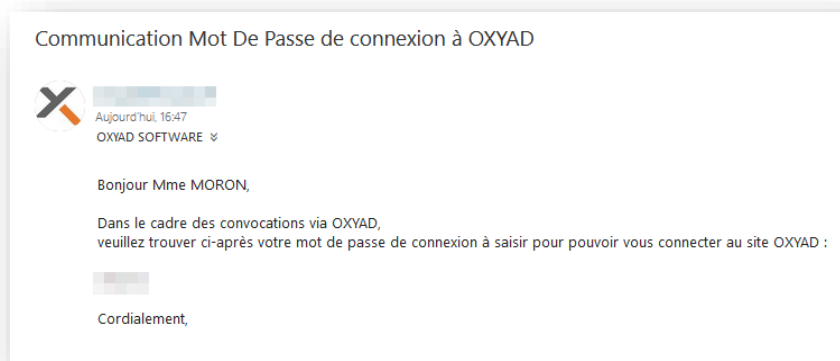 Communication Mot De Passe de connexion à OXYAD
Aujourd'hui, 16:47
OXYAD SOFTWARE
Bonjour Mme MORON,
Dans le cadre des convocations via OXYAD,
veuillez trouver ci-après votre mot de passe de connexion à saisir pour pouvoir vous connecter au site OXYAD :
Cordialement,